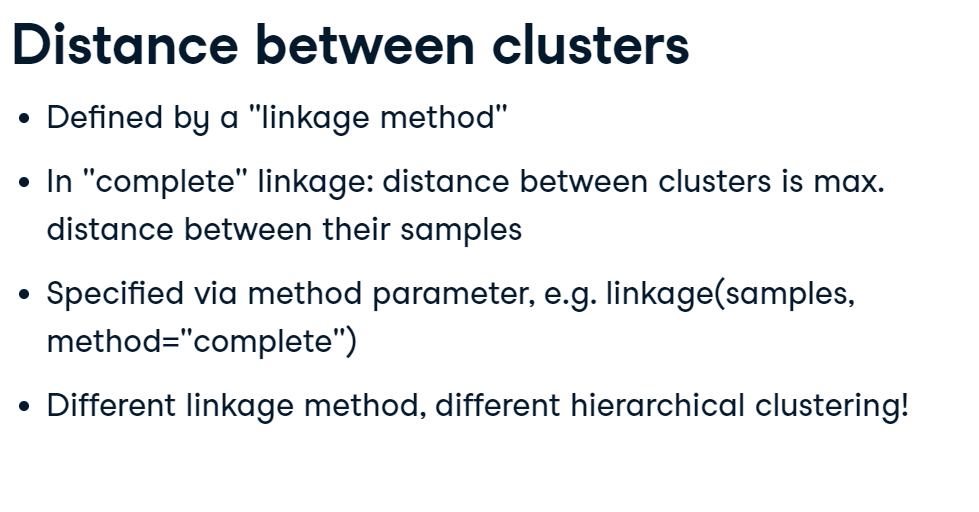 Distance between clusters
• Defined by a "linkage method"
• In "complete" linkage: distance between clusters is max.
distance between their samples
• Specified via method parameter, e.g. linkage(samples,
method="complete")
• Different linkage method, different hierarchical clustering!